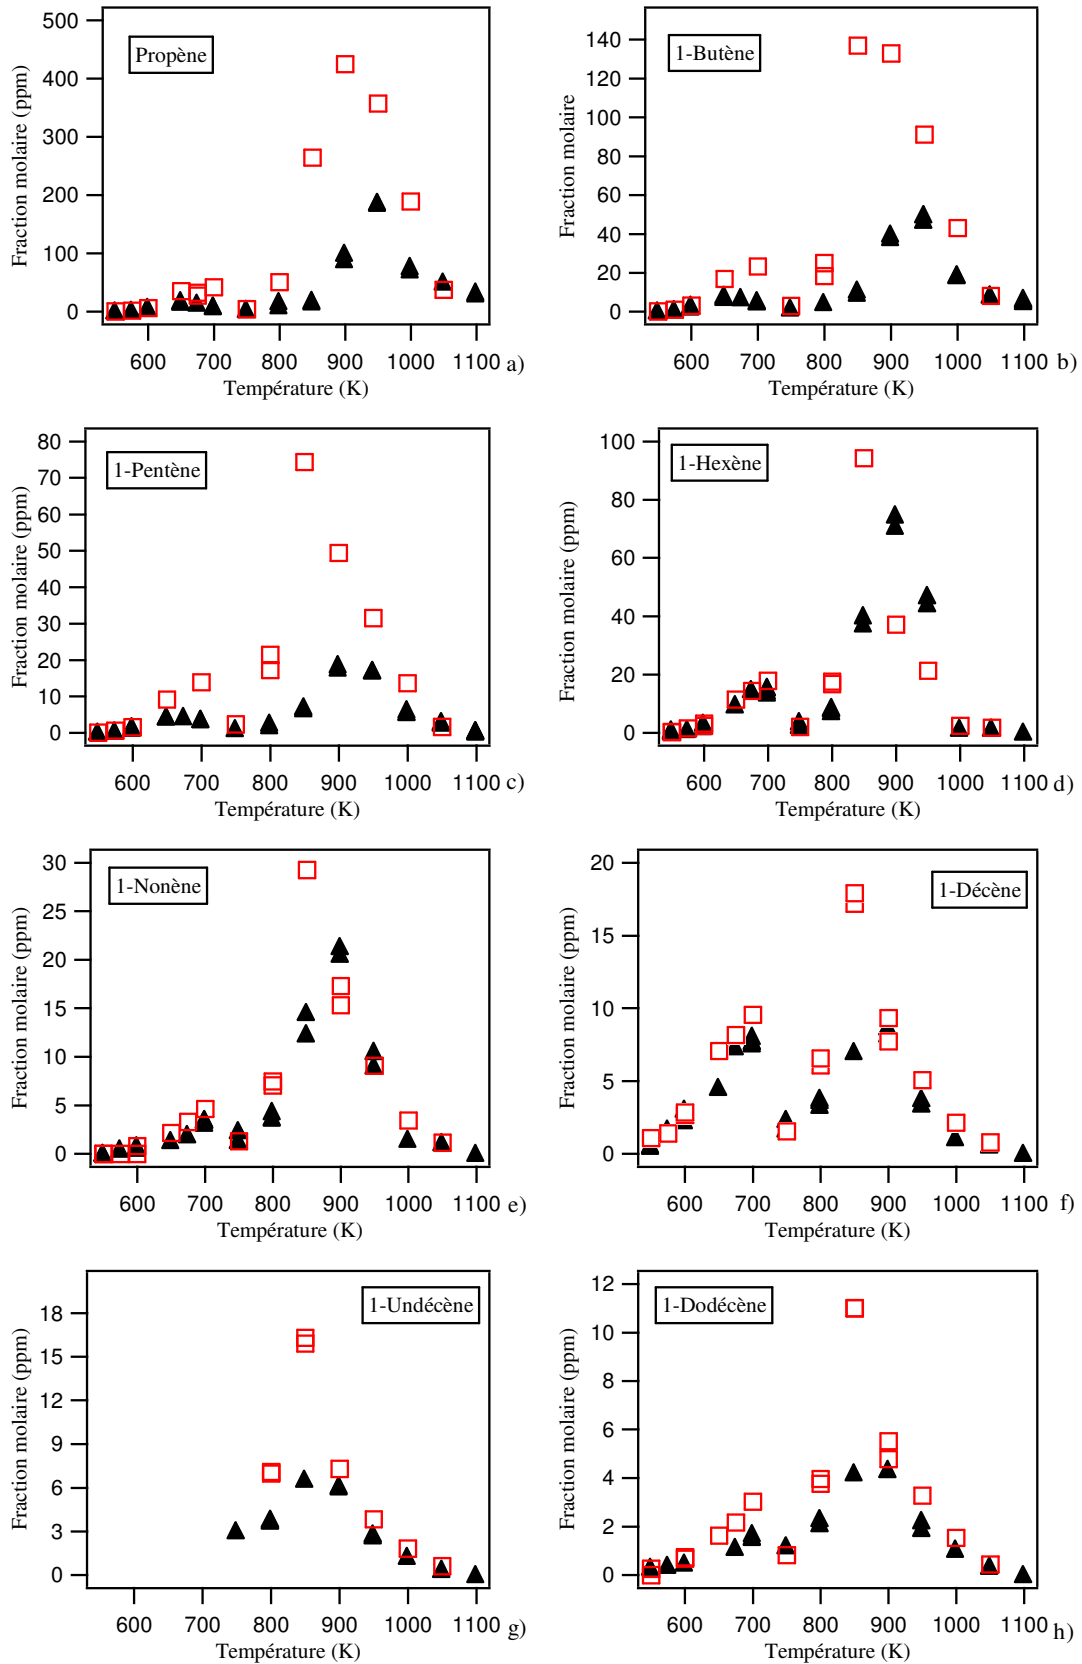 500
400
300
200
100
0
Fraction molaire (ppm)
Propène
600 700 800 900 1000 1100
Température (K)
a)
140
120
100
80
60
40
20
0
Fraction molaire
1-Butène
600 700 800 900 1000 1100
Température (K)
b)
80
70
60
50
40
30
20
10
0
Fraction molaire (ppm)
1-Pentène
600 700 800 900 1000 1100
Température (K)
c)
100
80
60
40
20
0
Fraction molaire (ppm)
1-Hexène
600 700 800 900 1000 1100
Température (K)
d)
30
25
20
15
10
5
0
Fraction molaire (ppm)
1-Nonène
600 700 800 900 1000 1100
Température (K)
e)
20
15
10
5
0
Fraction molaire (ppm)
1-Décène
600 700 800 900 1000 1100
Température (K)
f)
18
15
12
9
6
3
0
Fraction molaire (ppm)
1-Undécène
600 700 800 900 1000 1100
Température (K)
g)
12
10
8
6
4
2
0
Fraction molaire (ppm)
1-Dodécène
600 700 800 900 1000 1100
Température (K)
h)